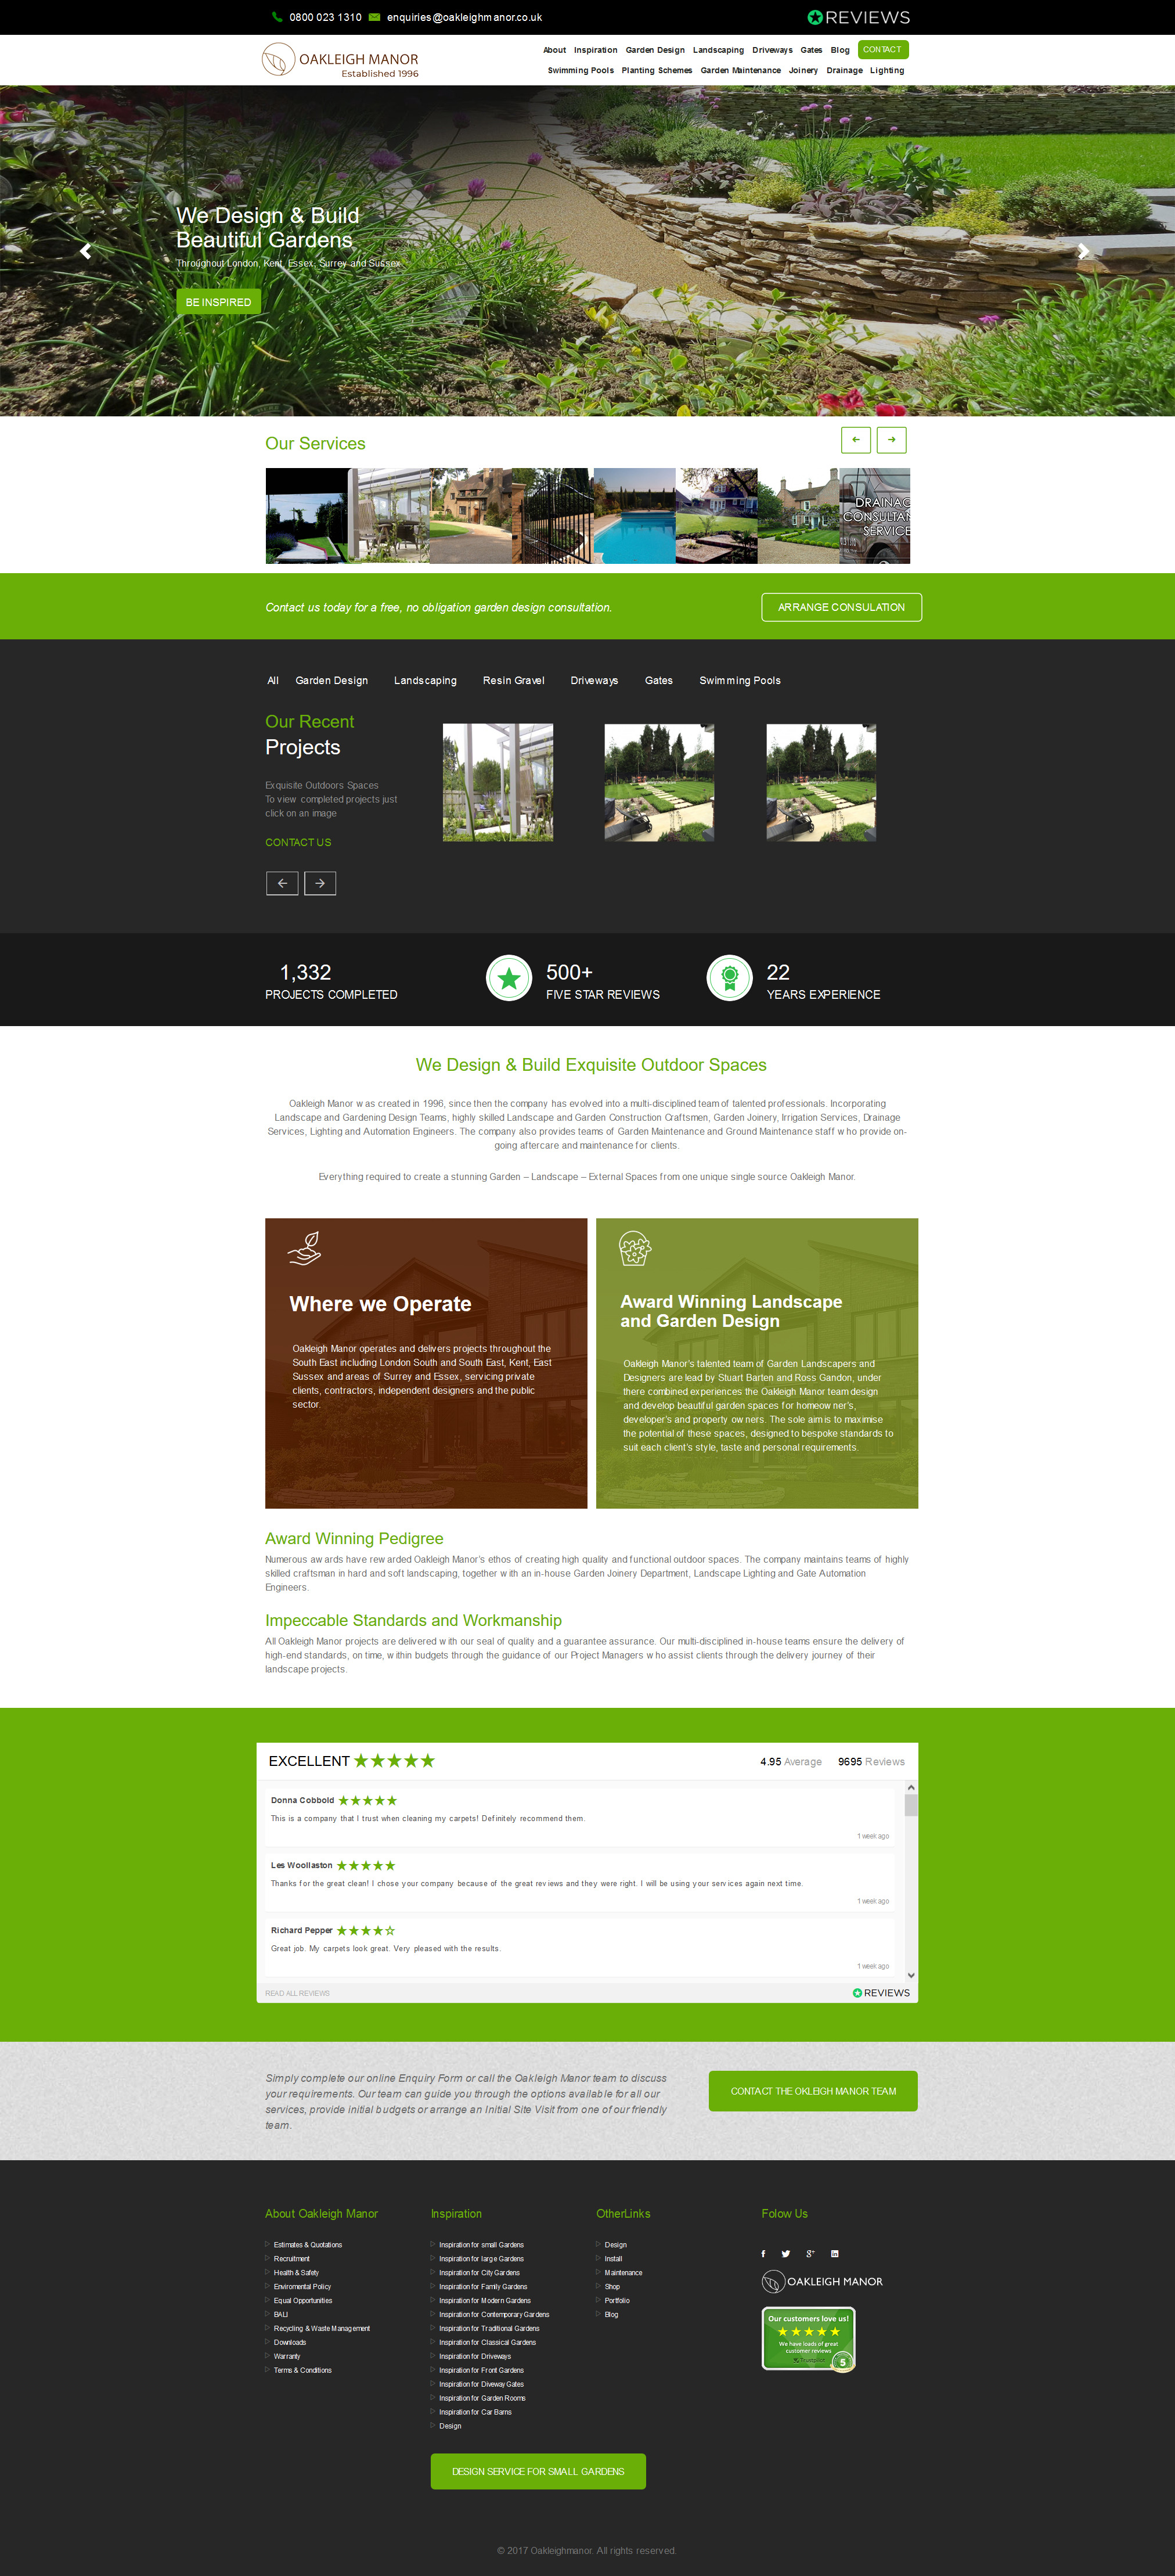 0800 023 1310 enquiries@oakleighmanor.co.uk
REVIEWS
OAKLEIGH MANOR
Established 1996
About Inspiration Garden Design Landscaping Driveways Gates Blog CONTACT
Swimming Pools Planting Schemes Garden Maintenance Joinery Drainage Lighting
We Design & Build
Beautiful Gardens
Throughout London, Kent, Essex, Surrey and Sussex
BE INSPIRED
Our Services
DRAINAG
CONSULTAN
SERVICE
Contact us today for a free, no obligation garden design consultation.
ARRANGE CONSULATION
All Garden Design Landscaping Resin Gravel Driveways Gates Swimming Pools
Our Recent
Projects
Exquisite Outdoors Spaces
To view completed projects just
click on an image
CONTACT US
1,332
PROJECTS COMPLETED
500+
FIVE STAR REVIEWS
22
YEARS EXPERIENCE
We Design & Build Exquisite Outdoor Spaces
Oakleigh Manor was created in 1996, since then the company has evolved into a multi-disciplined team of talented professionals. Incorporating
Landscape and Gardening Design Teams, highly skilled Landscape and Garden Construction Craftsmen, Garden Joinery, Irrigation Services, Drainage
Services, Lighting and Automation Engineers. The company also provides teams of Garden Maintenance and Ground Maintenance staff who provide on-
going aftercare and maintenance for clients.
Everything required to create a stunning Garden – Landscape – External Spaces from one unique single source Oakleigh Manor.
Where we Operate
Oakleigh Manor operates and delivers projects throughout the
South East including London South and South East, Kent, East
Sussex and areas of Surrey and Essex, servicing private
clients, contractors, independent designers and the public
sector.
Award Winning Landscape
and Garden Design
Oakleigh Manor's talented team of Garden Landscapers and
Designers are lead by Stuart Barten and Ross Gandon, under
there combined experiences the Oakleigh Manor team design
and develop beautiful garden spaces for homeowner's,
developer's and property owners. The sole aim is to maximise
the potential of these spaces, designed to bespoke standards to
suit each client's style, taste and personal requirements.
Award Winning Pedigree
Numerous awards have rewarded Oakleigh Manor's ethos of creating high quality and functional outdoor spaces. The company maintains teams of highly
skilled craftsman in hard and soft landscaping, together with an in-house Garden Joinery Department, Landscape Lighting and Gate Automation
Engineers.
Impeccable Standards and Workmanship
All Oakleigh Manor projects are delivered with our seal of quality and a guarantee assurance. Our multi-disciplined in-house teams ensure the delivery of
high-end standards, on time, within budgets through the guidance of our Project Managers who assist clients through the delivery journey of their
landscape projects.
EXCELLENT
4.95 Average 9695 Reviews
Donna Cobbold
This is a company that I trust when cleaning my carpets! Definitely recommend them.
1 week ago
Les Woollaston
Thanks for the great clean! I chose your company because of the great reviews and they were right. I will be using your services again next time.
1 week ago
Richard Pepper
Great job. My carpets look great. Very pleased with the results.
1 week ago
READ ALL REVIEWS
REVIEWS
Simply complete our online Enquiry Form or call the Oakleigh Manor team to discuss
your requirements. Our team can guide you through the options available for all our
services, provide initial budgets or arrange an Initial Site Visit from one of our friendly
team.
CONTACT THE OKLEIGH MANOR TEAM
About Oakleigh Manor
Estimates & Quotations
Recruitment
Health & Safety
Enviromental Policy
Equal Opportunities
BALI
Recycling & Waste Management
Downloads
Warranty
Terms & Conditions
Inspiration
Inspiration for small Gardens
Inspiration for large Gardens
Inspiration for City Gardens
Inspiration for Family Gardens
Inspiration for Modern Gardens
Inspiration for Contemporary Gardens
Inspiration for Traditional Gardens
Inspiration for Classical Gardens
Inspiration for Driveways
Inspiration for Front Gardens
Inspiration for Diveway Gates
Inspiration for Garden Rooms
Inspiration for Car Barns
Design
DESIGN SERVICE FOR SMALL GARDENS
OtherLinks
Design
Install
Maintenance
Shop
Portfolio
Blog
Folow Us
OAKLEIGH MANOR
Our customers love us!
We have loads of great
customer reviews
Trustpilot
5
© 2017 Oakleighmanor. All rights reserved.